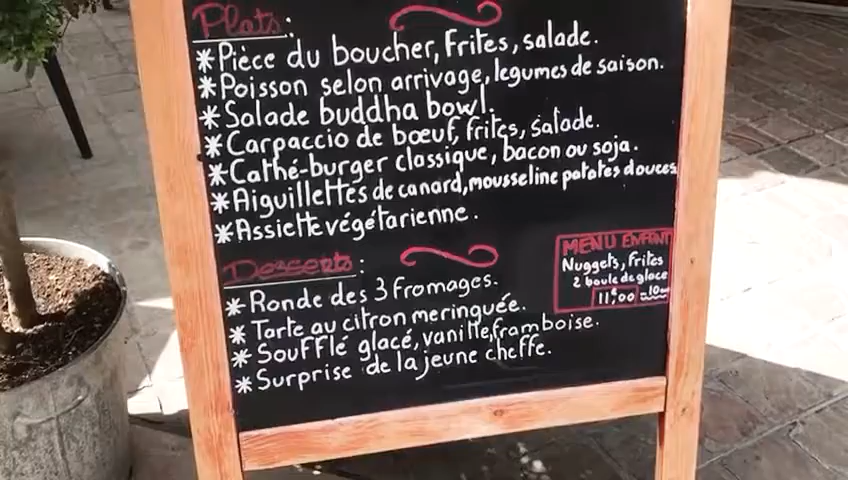 Plats:
*Pièce du boucher, Frites, salade.
*Poisson selon arrivage, legumes de saison.
*Salade buddha bowl.
*Carpaccio de bœuf, frites, salade.
*Cathé-burger classique, bacon ou soja.
*Aiguillettes de canard, mousseline patates douces
*Assiette végétarienne.
Desserts:
*Ronde des 3 fromages.
*Tarte au citron meringuée.
*Soufflé glacé, vanille, framboise.
*Surprise de la jeune cheffe.
MENU ENFANT
Nuggets, frites
2 boule de glace
11,€00 -10ans